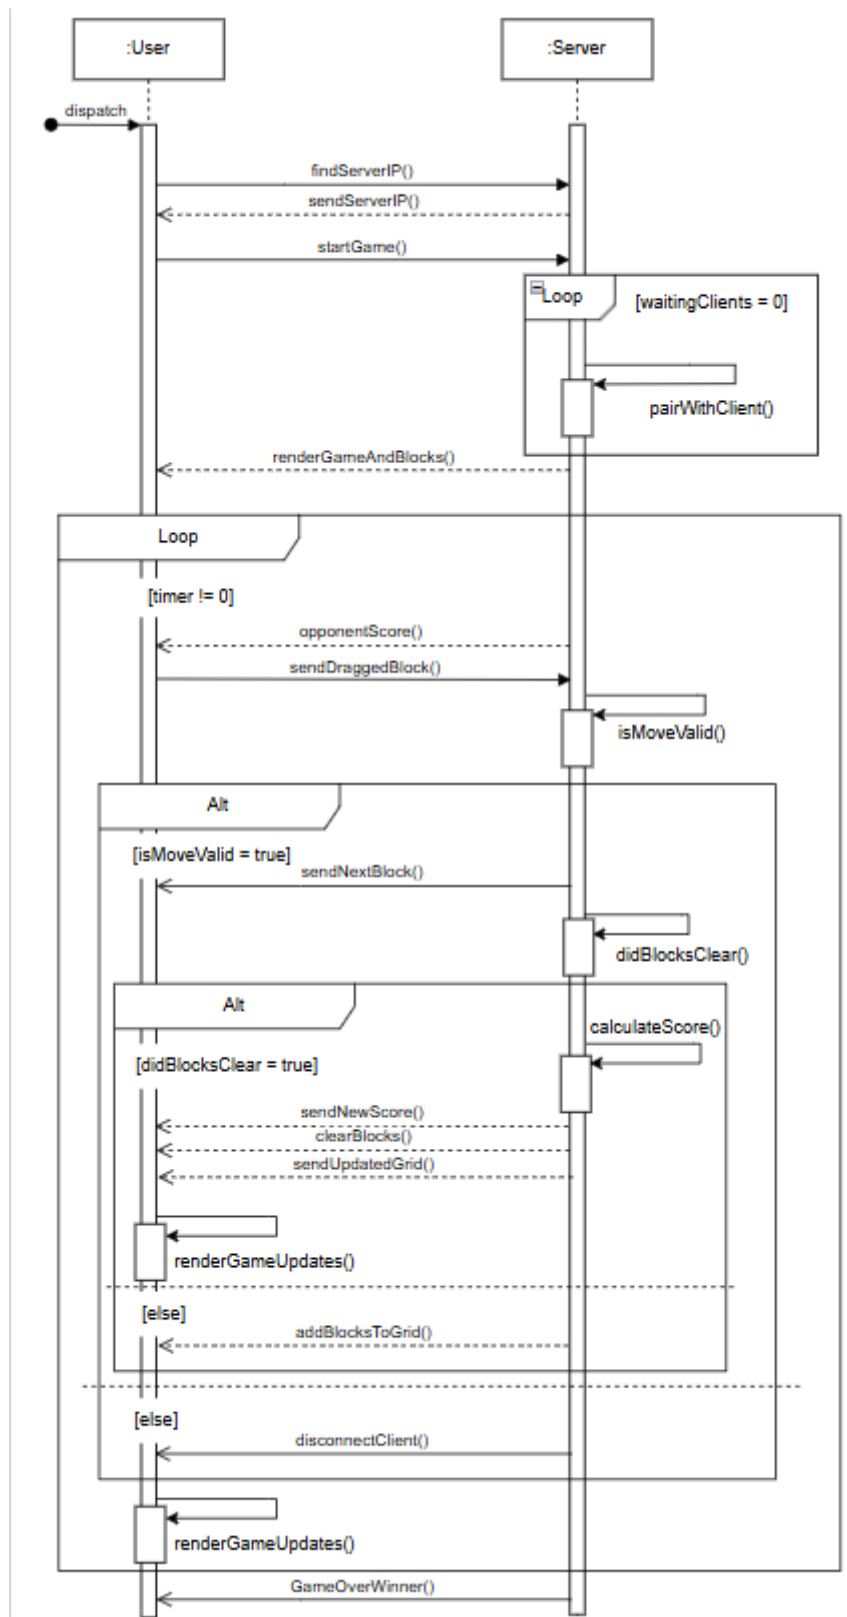 :User
:Server
dispatch
findServerIP()
sendServerIP()
startGame()
Loop
[waitingClients = 0]
pairWithClient()
renderGameAndBlocks()
Loop
[timer != 0]
opponentScore()
sendDraggedBlock()
isMoveValid()
Alt
[isMoveValid = true]
sendNextBlock()
didBlocksClear()
Alt
calculateScore()
[didBlocksClear = true]
sendNewScore()
clearBlocks()
sendUpdatedGrid()
renderGameUpdates()
[else]
addBlocksToGrid()
[else]
disconnectClient()
renderGameUpdates()
GameOverWinner()